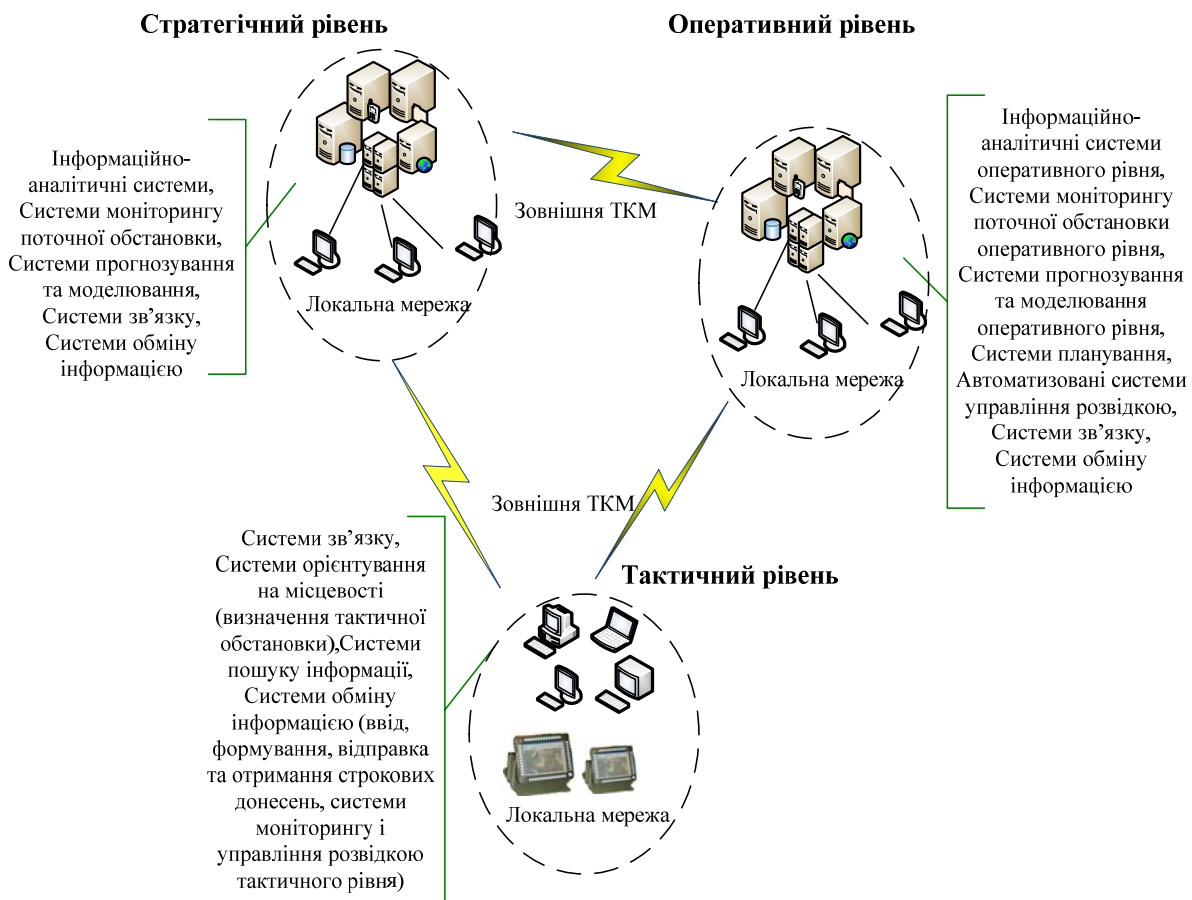 Стратегічний рівень
Оперативний рівень
Інформаційно-
аналітичні системи,
Системи моніторингу
поточної обстановки,
Системи прогнозування
та моделювання,
Системи зв’язку,
Системи обміну
інформацією
Локальна мережа
Зовнішня ТКМ
Локальна мережа
Інформаційно-
аналітичні системи
оперативного рівня,
Системи моніторингу
поточної обстановки
оперативного рівня,
Системи прогнозування
та моделювання
оперативного рівня,
Системи планування,
Автоматизовані системи
управління розвідкою,
Системи зв’язку,
Системи обміну
інформацією
Зовнішня ТКМ
Тактичний рівень
Системи зв’язку,
Системи орієнтування
на місцевості
(визначення тактичної
обстановки),Системи
пошуку інформації,
Системи обміну
інформацією (ввід,
формування, відправка
та отримання строкових
донесень, системи
моніторингу і
управління розвідкою
тактичного рівня)
Локальна мережа